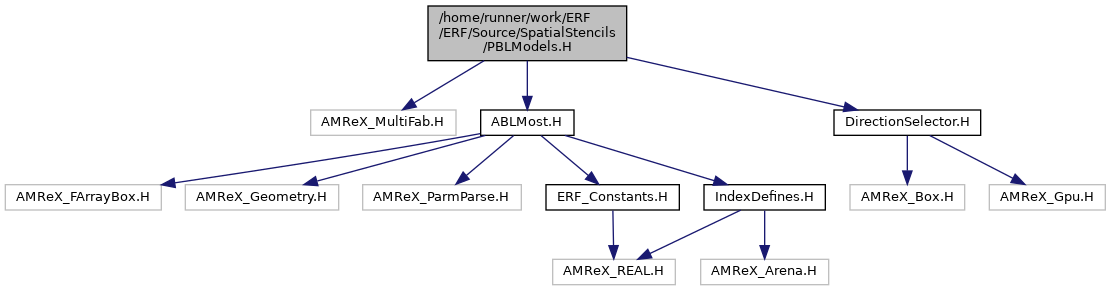 /home/runner/work/ERF
/ERF/Source/SpatialStencils
/PBLModels.H
AMReX_MultiFab.H
ABLMost.H
DirectionSelector.H
AMReX_FArrayBox.H
AMReX_Geometry.H
AMReX_ParmParse.H
ERF_Constants.H
IndexDefines.H
AMReX_Box.H
AMReX_Gpu.H
AMReX_REAL.H
AMReX_Arena.H